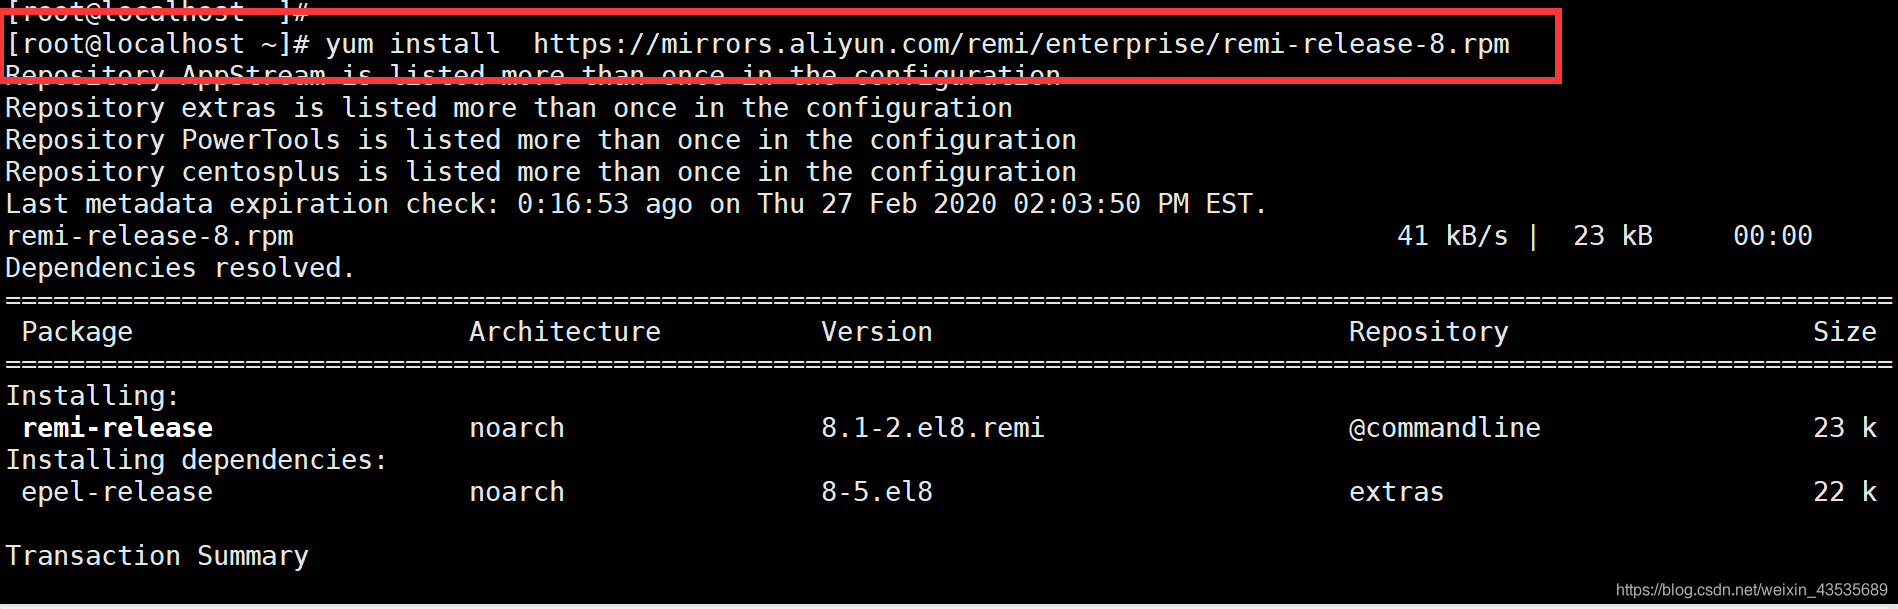 [root@localhost ~]#
[root@localhost ~]# yum install  https://mirrors.aliyun.com/remi/enterprise/remi-release-8.rpm
Repository AppStream is listed more than once in the configuration
Repository extras is listed more than once in the configuration
Repository PowerTools is listed more than once in the configuration
Repository centosplus is listed more than once in the configuration
Last metadata expiration check: 0:16:53 ago on Thu 27 Feb 2020 02:03:50 PM EST.
remi-release-8.rpm 41 kB/s | 23 kB 00:00
Dependencies resolved.
======================================================================================================================
Package Architecture Version Repository Size
======================================================================================================================
Installing:
remi-release noarch 8.1-2.el8.remi @commandline 23 k
Installing dependencies:
epel-release noarch 8-5.el8 extras 22 k
Transaction Summary
https://blog.csdn.net/weixin_43535689